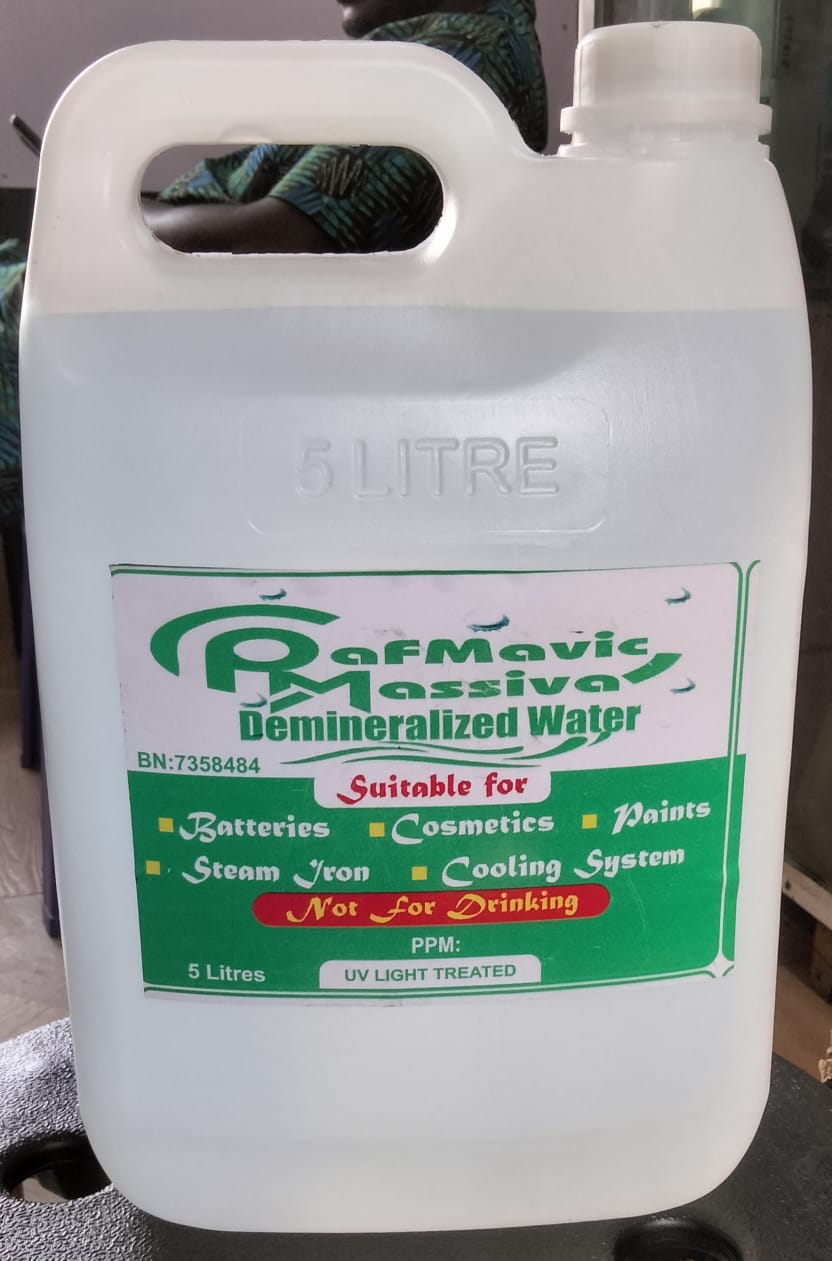 5 LITRE
RafMavic
Massiva
Demineralized Water
BN:7358484
Suitable for
Batteries Cosmetics Paints
Steam Iron Cooling System
Not For Drinking
PPM:
5 Litres UV LIGHT TREATED